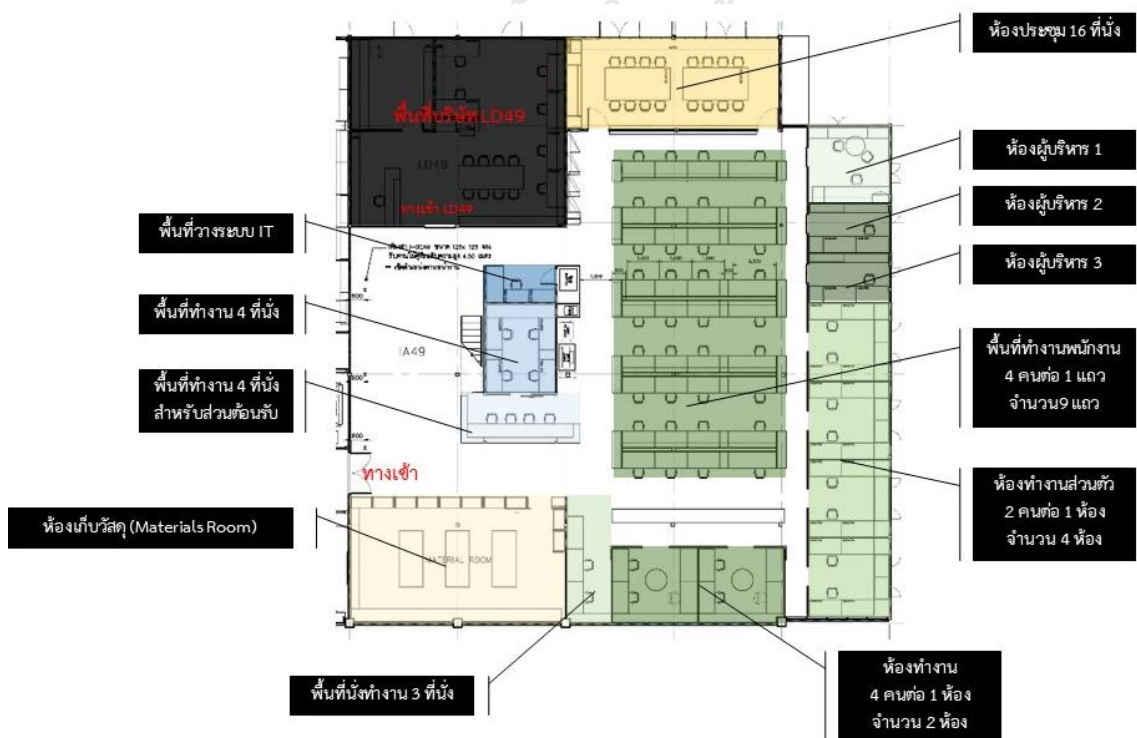 ห้องประชุม 16 ที่นั่ง
พื้นที่บริษัท LD49
LD49
ทางเข้า LD49
ห้องผู้บริหาร 1
ห้องผู้บริหาร 2
ห้องผู้บริหาร 3
พื้นที่วางระบบ IT
พื้นที่ทำงาน 4 ที่นั่ง
IA49
พื้นที่ทำงาน 4 ที่นั่ง
สำหรับส่วนต้อนรับ
พื้นที่ทำงานพนักงาน
4 คนต่อ 1 แถว
จำนวน9 แถว
ทางเข้า
ห้องทำงานส่วนตัว
2 คนต่อ 1 ห้อง
จำนวน 4 ห้อง
ห้องเก็บวัสดุ (Materials Room)
MATERIAL ROOM
พื้นที่นั่งทำงาน 3 ที่นั่ง
ห้องทำงาน
4 คนต่อ 1 ห้อง
จำนวน 2 ห้อง